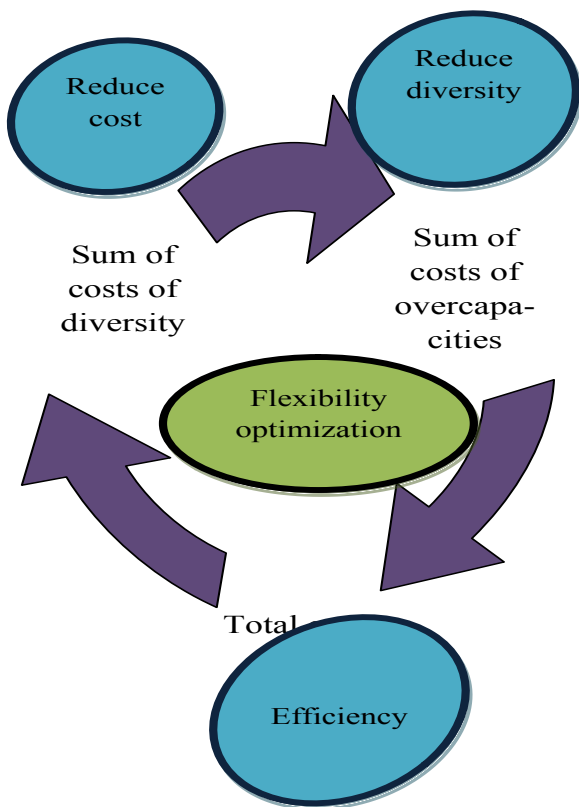 Reduce
cost
Reduce
diversity
Sum of
costs of
diversity
Sum of
costs of
overcapa-
cities
Flexibility
optimization
Total
Efficiency